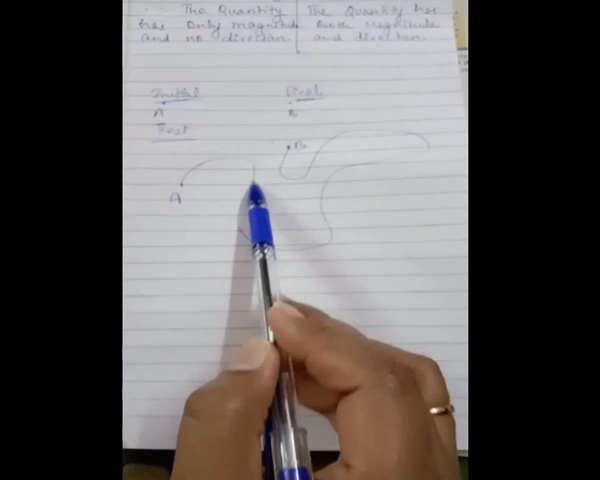 The Quantity
has Only magnitude
and no direction.
The Quantity has
Both Magnitude
and direction.
Initial
Final
A
B
Rest
B
A